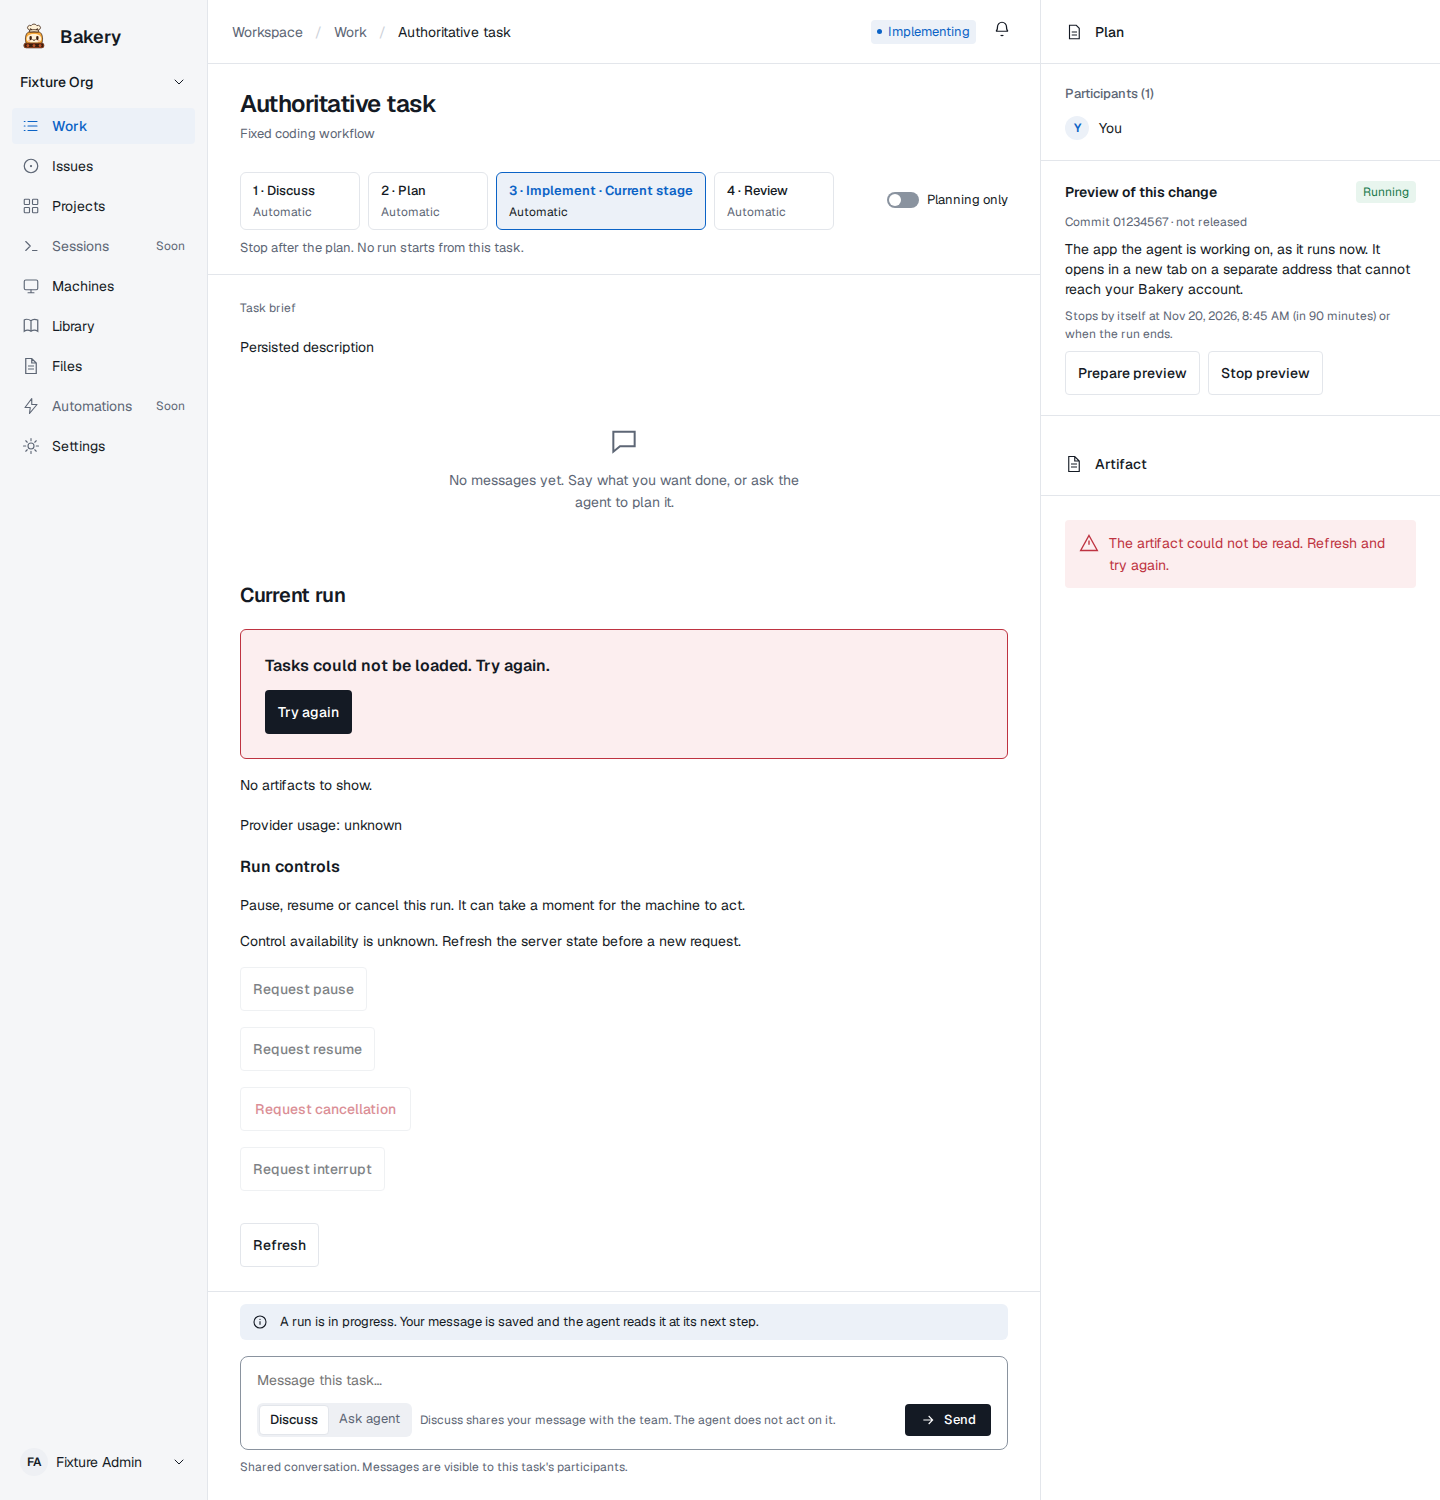 Bakery
Fixture Org
Work
Issues
Projects
Sessions Soon
Machines
Library
Files
Automations Soon
Settings
FA Fixture Admin
Workspace / Work / Authoritative task
Implementing
Authoritative task
Fixed coding workflow
1 · Discuss
Automatic
2 · Plan
Automatic
3 · Implement · Current stage
Automatic
4 · Review
Automatic
Planning only
Stop after the plan. No run starts from this task.
Task brief
Persisted description
No messages yet. Say what you want done, or ask the
agent to plan it.
Current run
Tasks could not be loaded. Try again.
Try again
No artifacts to show.
Provider usage: unknown
Run controls
Pause, resume or cancel this run. It can take a moment for the machine to act.
Control availability is unknown. Refresh the server state before a new request.
Request pause
Request resume
Request cancellation
Request interrupt
Refresh
A run is in progress. Your message is saved and the agent reads it at its next step.
Message this task...
Discuss Ask agent Discuss shares your message with the team. The agent does not act on it.
Send
Shared conversation. Messages are visible to this task's participants.
Plan
Participants (1)
Y You
Preview of this change Running
Commit 01234567 · not released
The app the agent is working on, as it runs now. It
opens in a new tab on a separate address that cannot
reach your Bakery account.
Stops by itself at Nov 20, 2026, 8:45 AM (in 90 minutes) or
when the run ends.
Prepare preview Stop preview
Artifact
The artifact could not be read. Refresh and
try again.